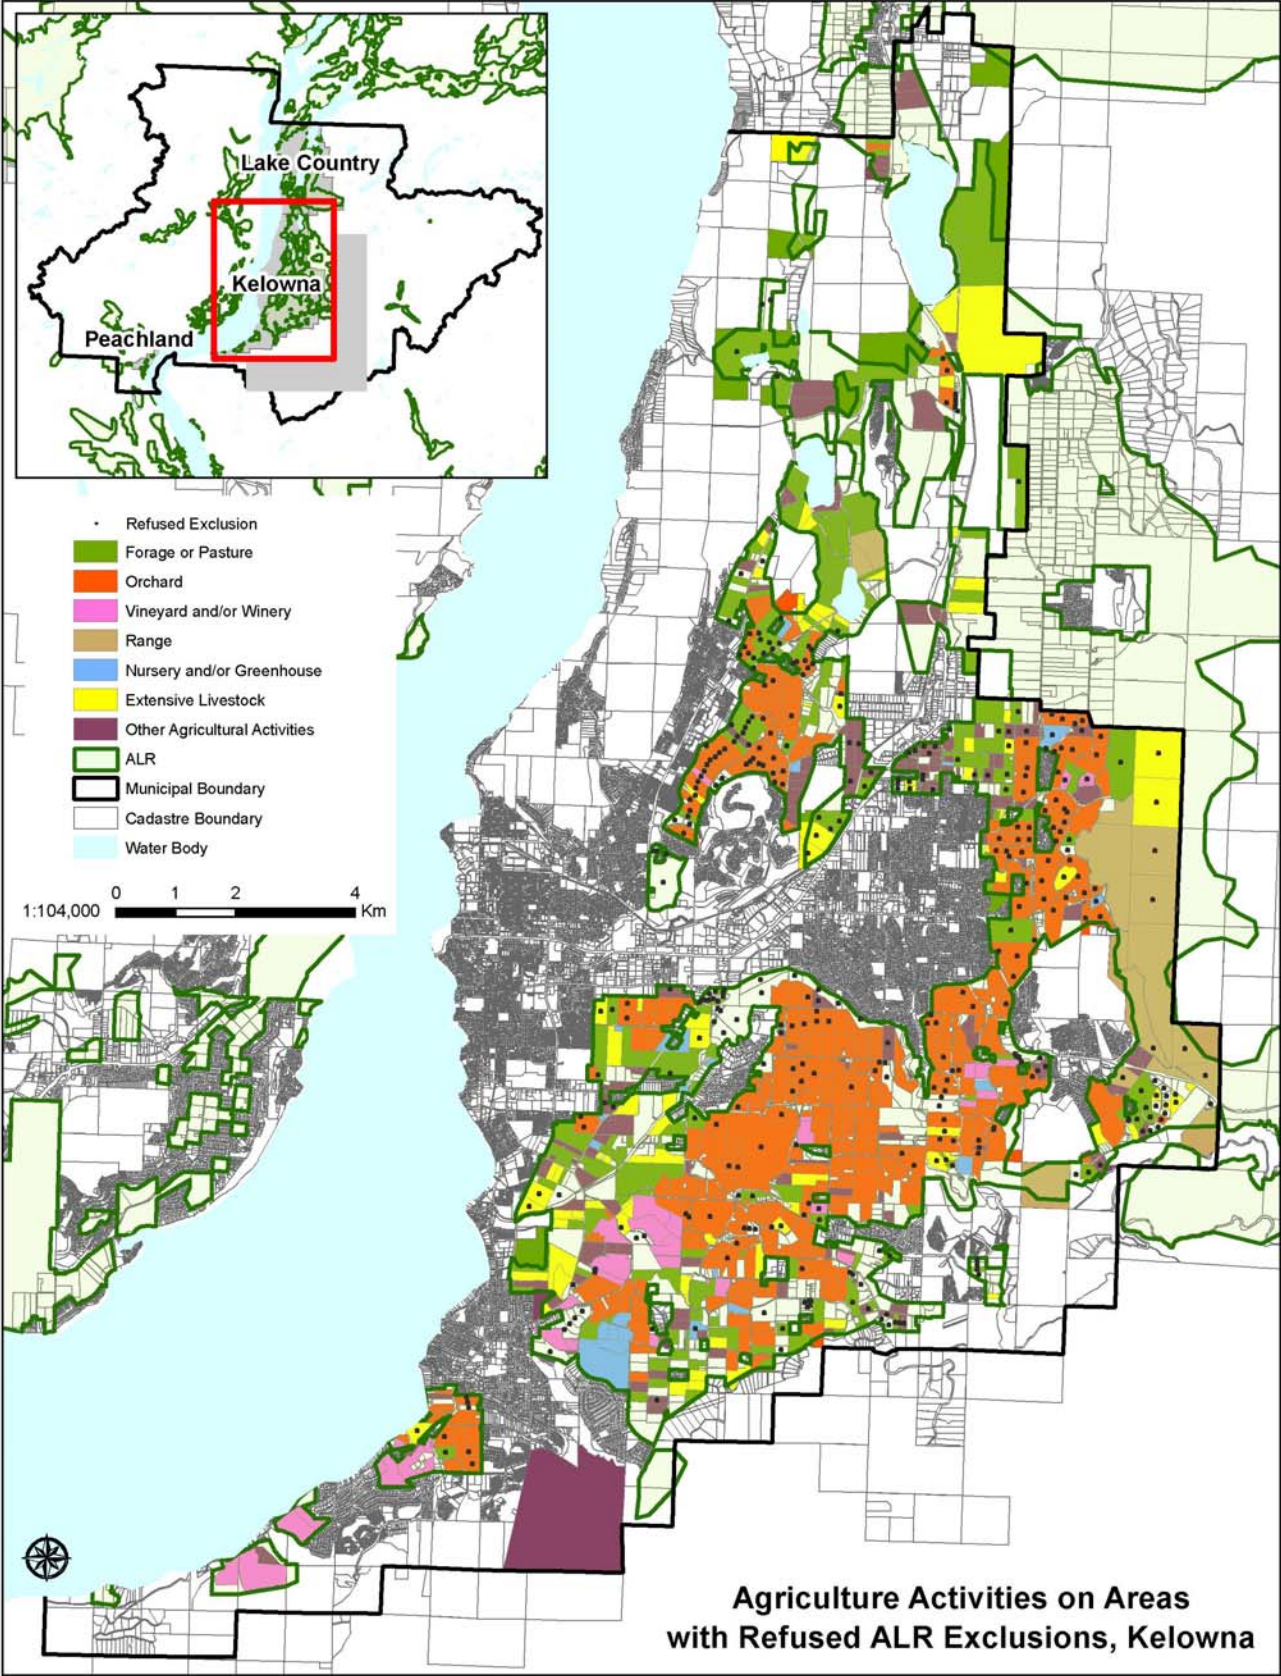 Lake Country
Kelowna
Peachland
Refused Exclusion
Forage or Pasture
Orchard
Vineyard and/or Winery
Range
Nursery and/or Greenhouse
Extensive Livestock
Other Agricultural Activities
ALR
Municipal Boundary
Cadastre Boundary
Water Body
0 1 2 4
1:104,000 Km
Agriculture Activities on Areas
with Refused ALR Exclusions, Kelowna